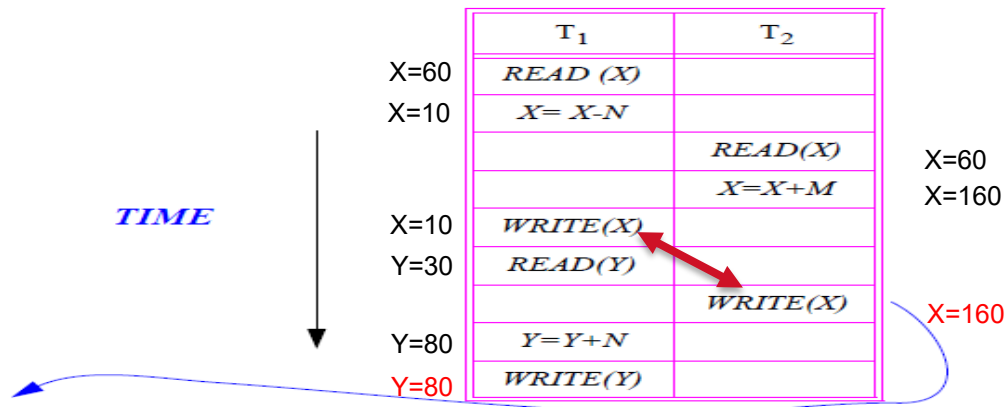 T₁ T₂
X=60 READ (X)
X=10 X= X-N
READ(X) X=60
X=X+M X=160
TIME
X=10 WRITE(X)
Y=30 READ(Y)
WRITE(X) X=160
Y=80 Y=Y+N
Y=80 WRITE(Y)